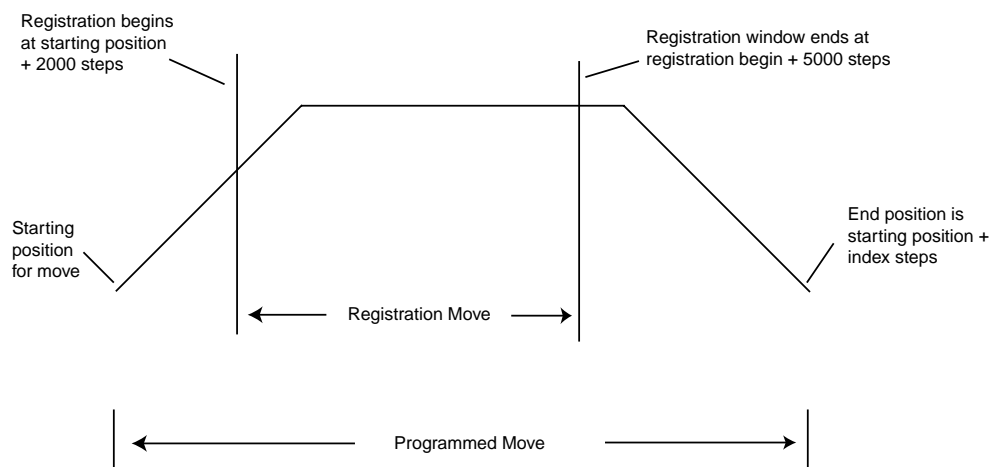 Registration begins
at starting position
+ 2000 steps
Registration window ends at
registration begin + 5000 steps
Starting
position
for move
End position is
starting position +
index steps
Registration Move
Programmed Move